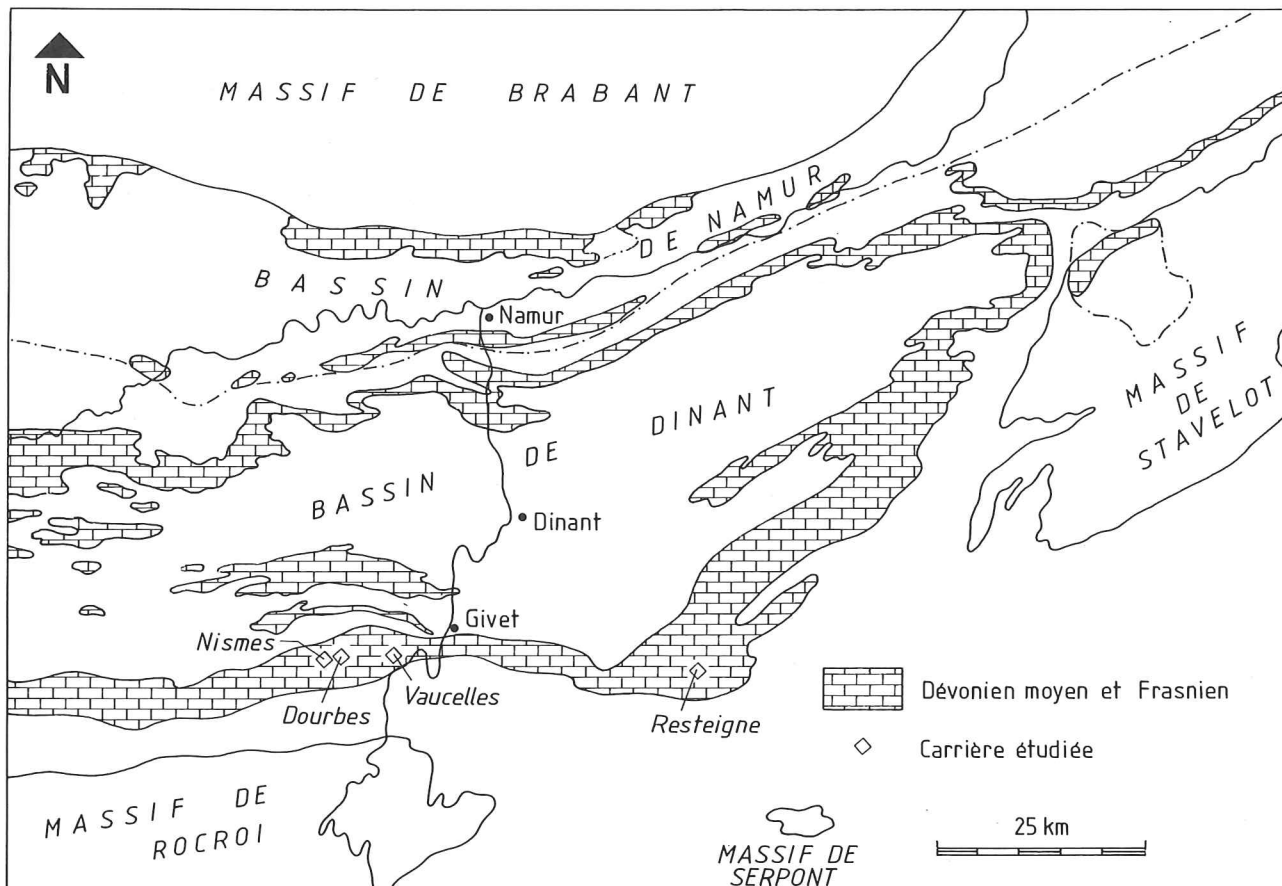 N
MASSIF DE BRABANT
BASSIN DE NAMUR
Namur
BASSIN DE DINANT
MASSIF DE STAVELOT
Dinant
Givet
Nismes
Dourbes
Vaucelles
Resteigne
Dévonien moyen et Frasnien
Carrière étudiée
MASSIF DE
ROCROI
MASSIF DE
SERPONT
25 km